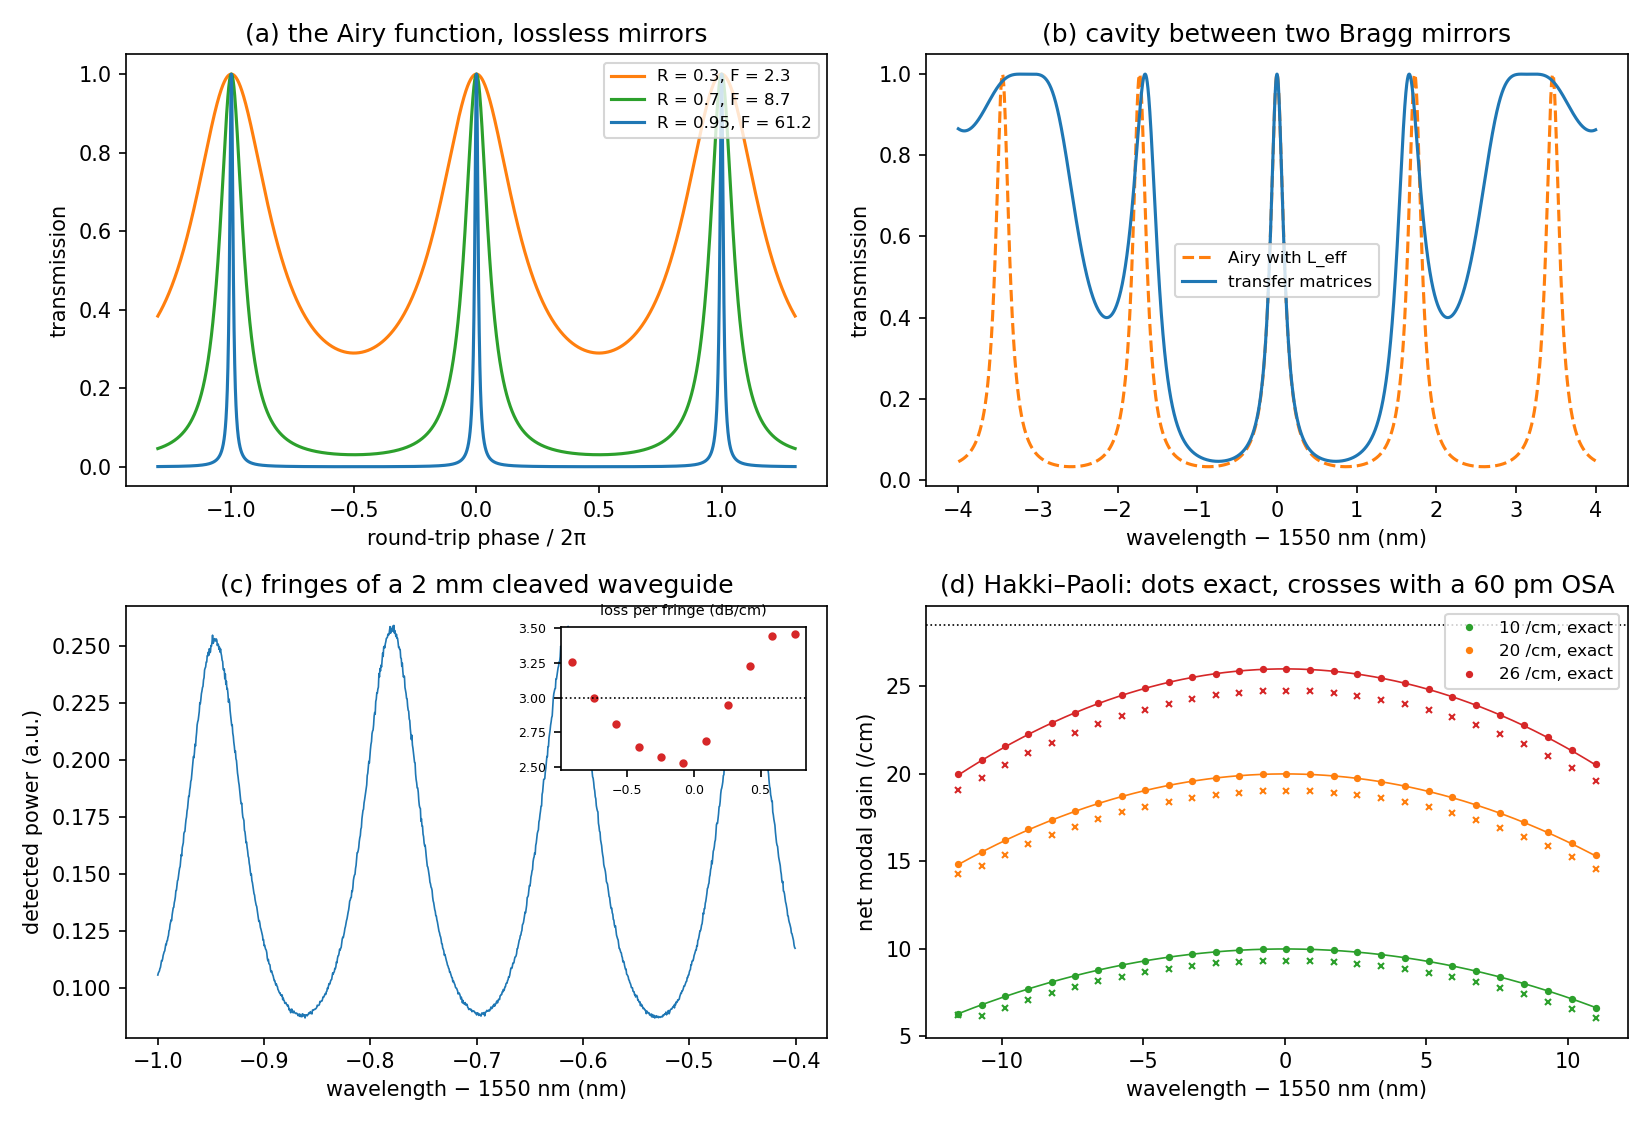 (a) the Airy function, lossless mirrors
transmission
1.0
0.8
0.6
0.4
0.2
0.0
R = 0.3, F = 2.3
R = 0.7, F = 8.7
R = 0.95, F = 61.2
−1.0 −0.5 0.0 0.5 1.0
round-trip phase / 2π
(b) cavity between two Bragg mirrors
transmission
1.0
0.8
0.6
0.4
0.2
0.0
Airy with L_eff
transfer matrices
−4 −3 −2 −1 0 1 2 3 4
wavelength − 1550 nm (nm)
(c) fringes of a 2 mm cleaved waveguide
detected power (a.u.)
0.250
0.225
0.200
0.175
0.150
0.125
0.100
loss per fringe (dB/cm)
3.50
3.25
3.00
2.75
2.50
−0.5 0.0 0.5
−1.0 −0.9 −0.8 −0.7 −0.6 −0.5 −0.4
wavelength − 1550 nm (nm)
(d) Hakki–Paoli: dots exact, crosses with a 60 pm OSA
net modal gain (/cm)
25
20
15
10
5
10 /cm, exact
20 /cm, exact
26 /cm, exact
−10 −5 0 5 10
wavelength − 1550 nm (nm)